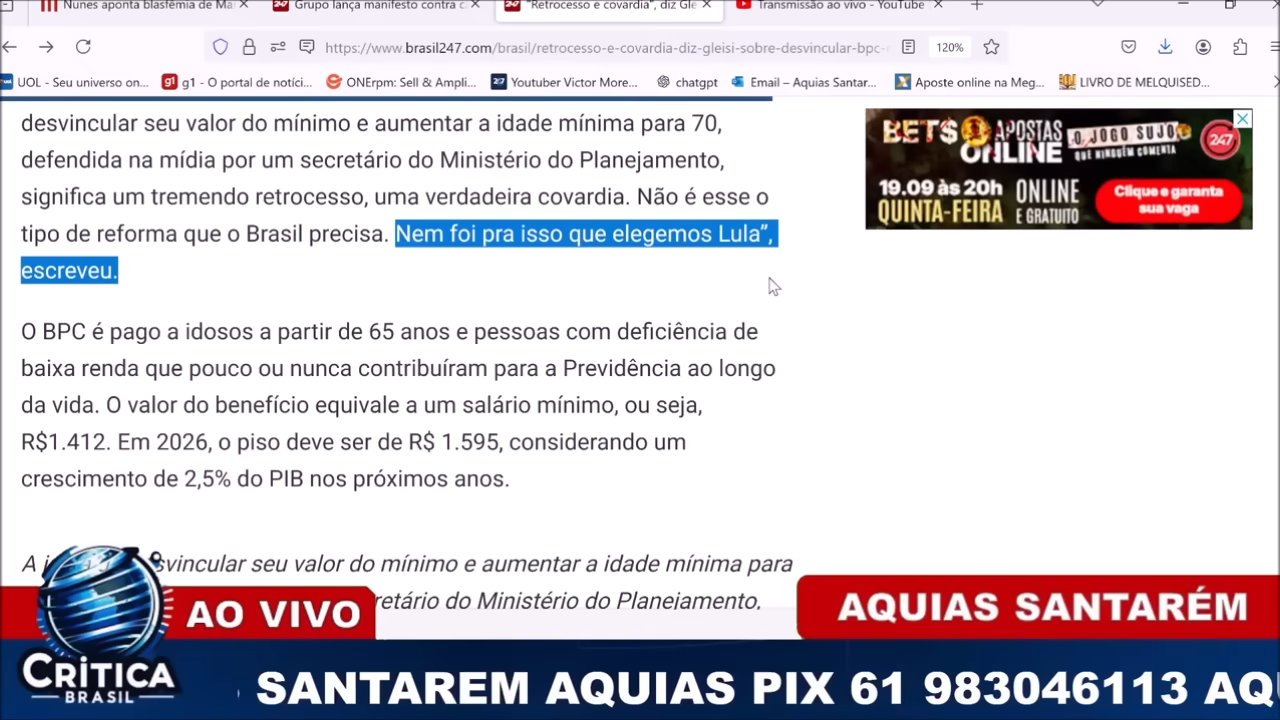 Nunes aponta blasfêmia de Ma
Grupo lança manifesto contra c
"Retrocesso e covardia", diz Gle
Transmissão ao vivo - YouTube
https://www.brasil247.com/brasil/retrocesso-e-covardia-diz-gleisi-sobre-desvincular-bpc-
120%
UOL - Seu universo on...
g1 - O portal de notíci...
ONErpm: Sell & Ampli...
Youtuber Victor More...
chatgpt
Email – Aquias Santar...
Aposte online na Meg...
LIVRO DE MELQUISED...
desvincular seu valor do mínimo e aumentar a idade mínima para 70,
defendida na mídia por um secretário do Ministério do Planejamento,
significa um tremendo retrocesso, uma verdadeira covardia. Não é esse o
tipo de reforma que o Brasil precisa. Nem foi pra isso que elegemos Lula”,
escreveu.
BET$ APOSTAS
ONLINE
O JOGO SUJO
QUE NINGUÉM COMENTA
247
19.09 às 20h
QUINTA-FEIRA
ONLINE
E GRATUITO
Clique e garanta
sua vaga
O BPC é pago a idosos a partir de 65 anos e pessoas com deficiência de
baixa renda que pouco ou nunca contribuíram para a Previdência ao longo
da vida. O valor do benefício equivale a um salário mínimo, ou seja,
R$1.412. Em 2026, o piso deve ser de R$ 1.595, considerando um
crescimento de 2,5% do PIB nos próximos anos.
A svincular seu valor do mínimo e aumentar a idade mínima para
retário do Ministério do Planejamento,
AO VIVO
AQUIAS SANTARÉM
CRÍTICA
BRASIL
SANTAREM AQUIAS PIX 61 983046113 AQU